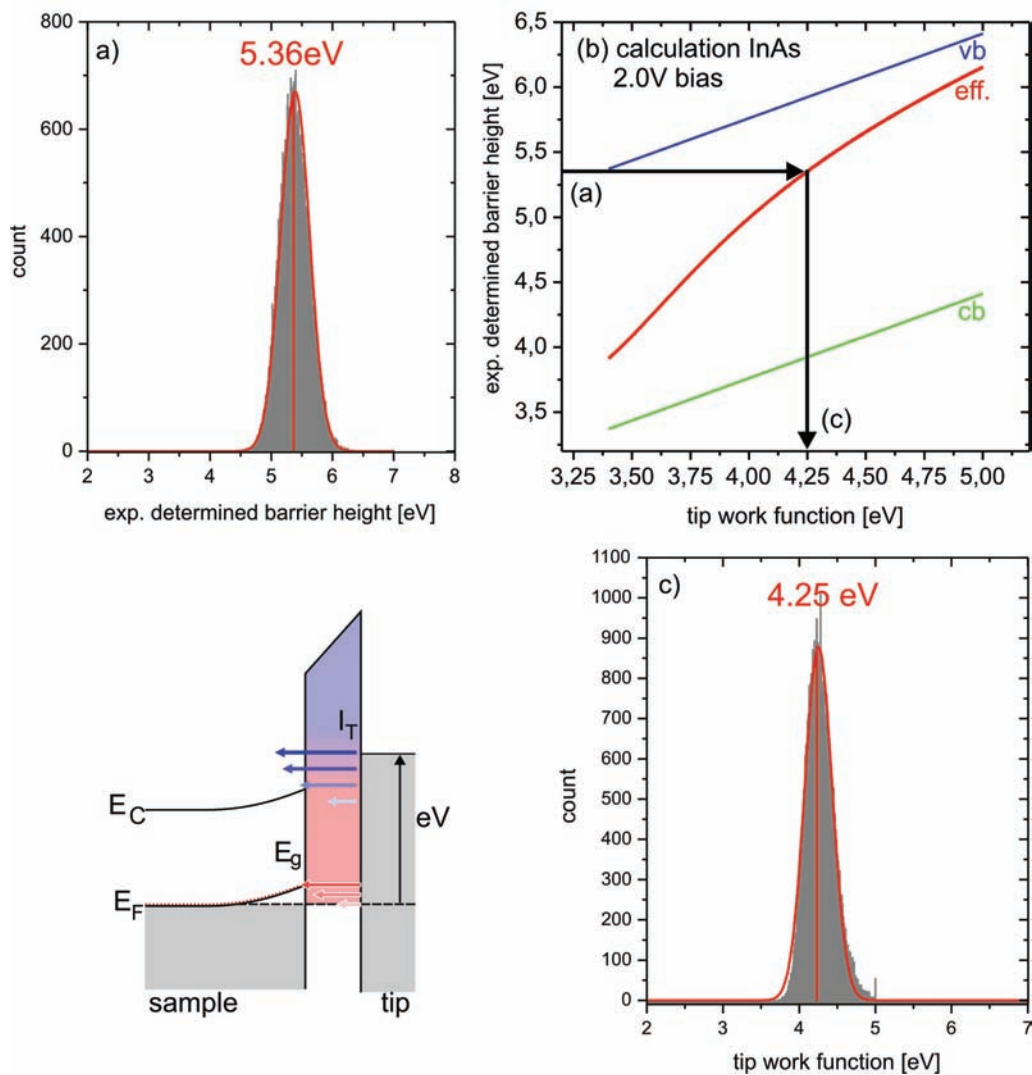 a)
5.36eV
800
600
400
200
0
count
2 3 4 5 6 7 8
exp. determined barrier height [eV]
(b) calculation InAs
2.0V bias
vb
eff.
cb
(a)
(c)
6,5
6,0
5,5
5,0
4,5
4,0
3,5
exp. determined barrier height [eV]
3,25 3,50 3,75 4,00 4,25 4,50 4,75 5,00
tip work function [eV]
I_T
E_C
eV
E_g
E_F
sample
tip
c)
4.25 eV
1100
1000
900
800
700
600
500
400
300
200
100
0
count
2 3 4 5 6 7
tip work function [eV]